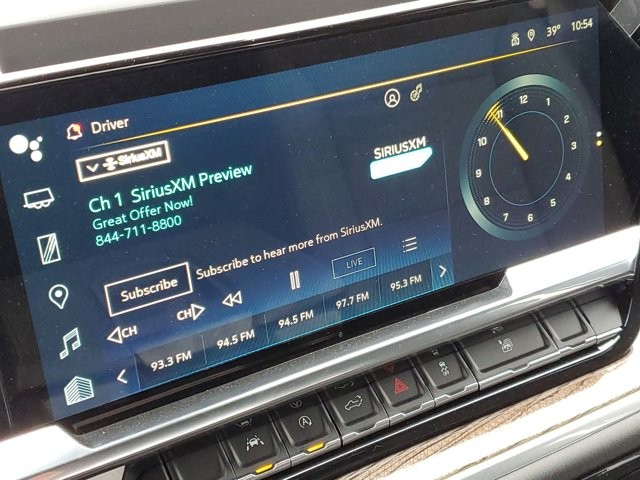 39° 10:54
Driver
SiriusXM
SIRIUSXM
Ch 1 SiriusXM Preview
Great Offer Now!
844-711-8800
Subscribe to hear more from SiriusXM.
Subscribe
LIVE
CH CH
93.3 FM 94.5 FM 94.5 FM 97.7 FM 95.3 FM
12
11 1
10 2
9 3
8 4
7 5
6
A